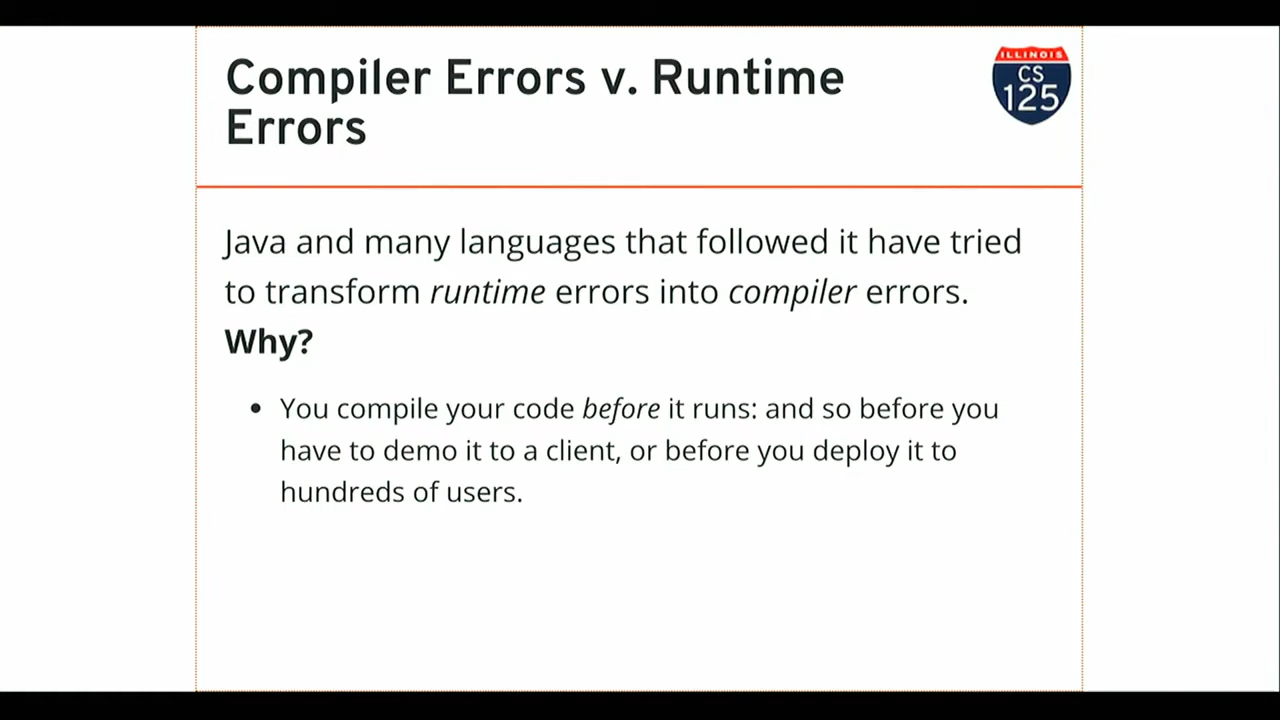 Compiler Errors v. Runtime
Errors
ILLINOIS
CS
125
Java and many languages that followed it have tried
to transform runtime errors into compiler errors.
Why?
• You compile your code before it runs: and so before you
have to demo it to a client, or before you deploy it to
hundreds of users.